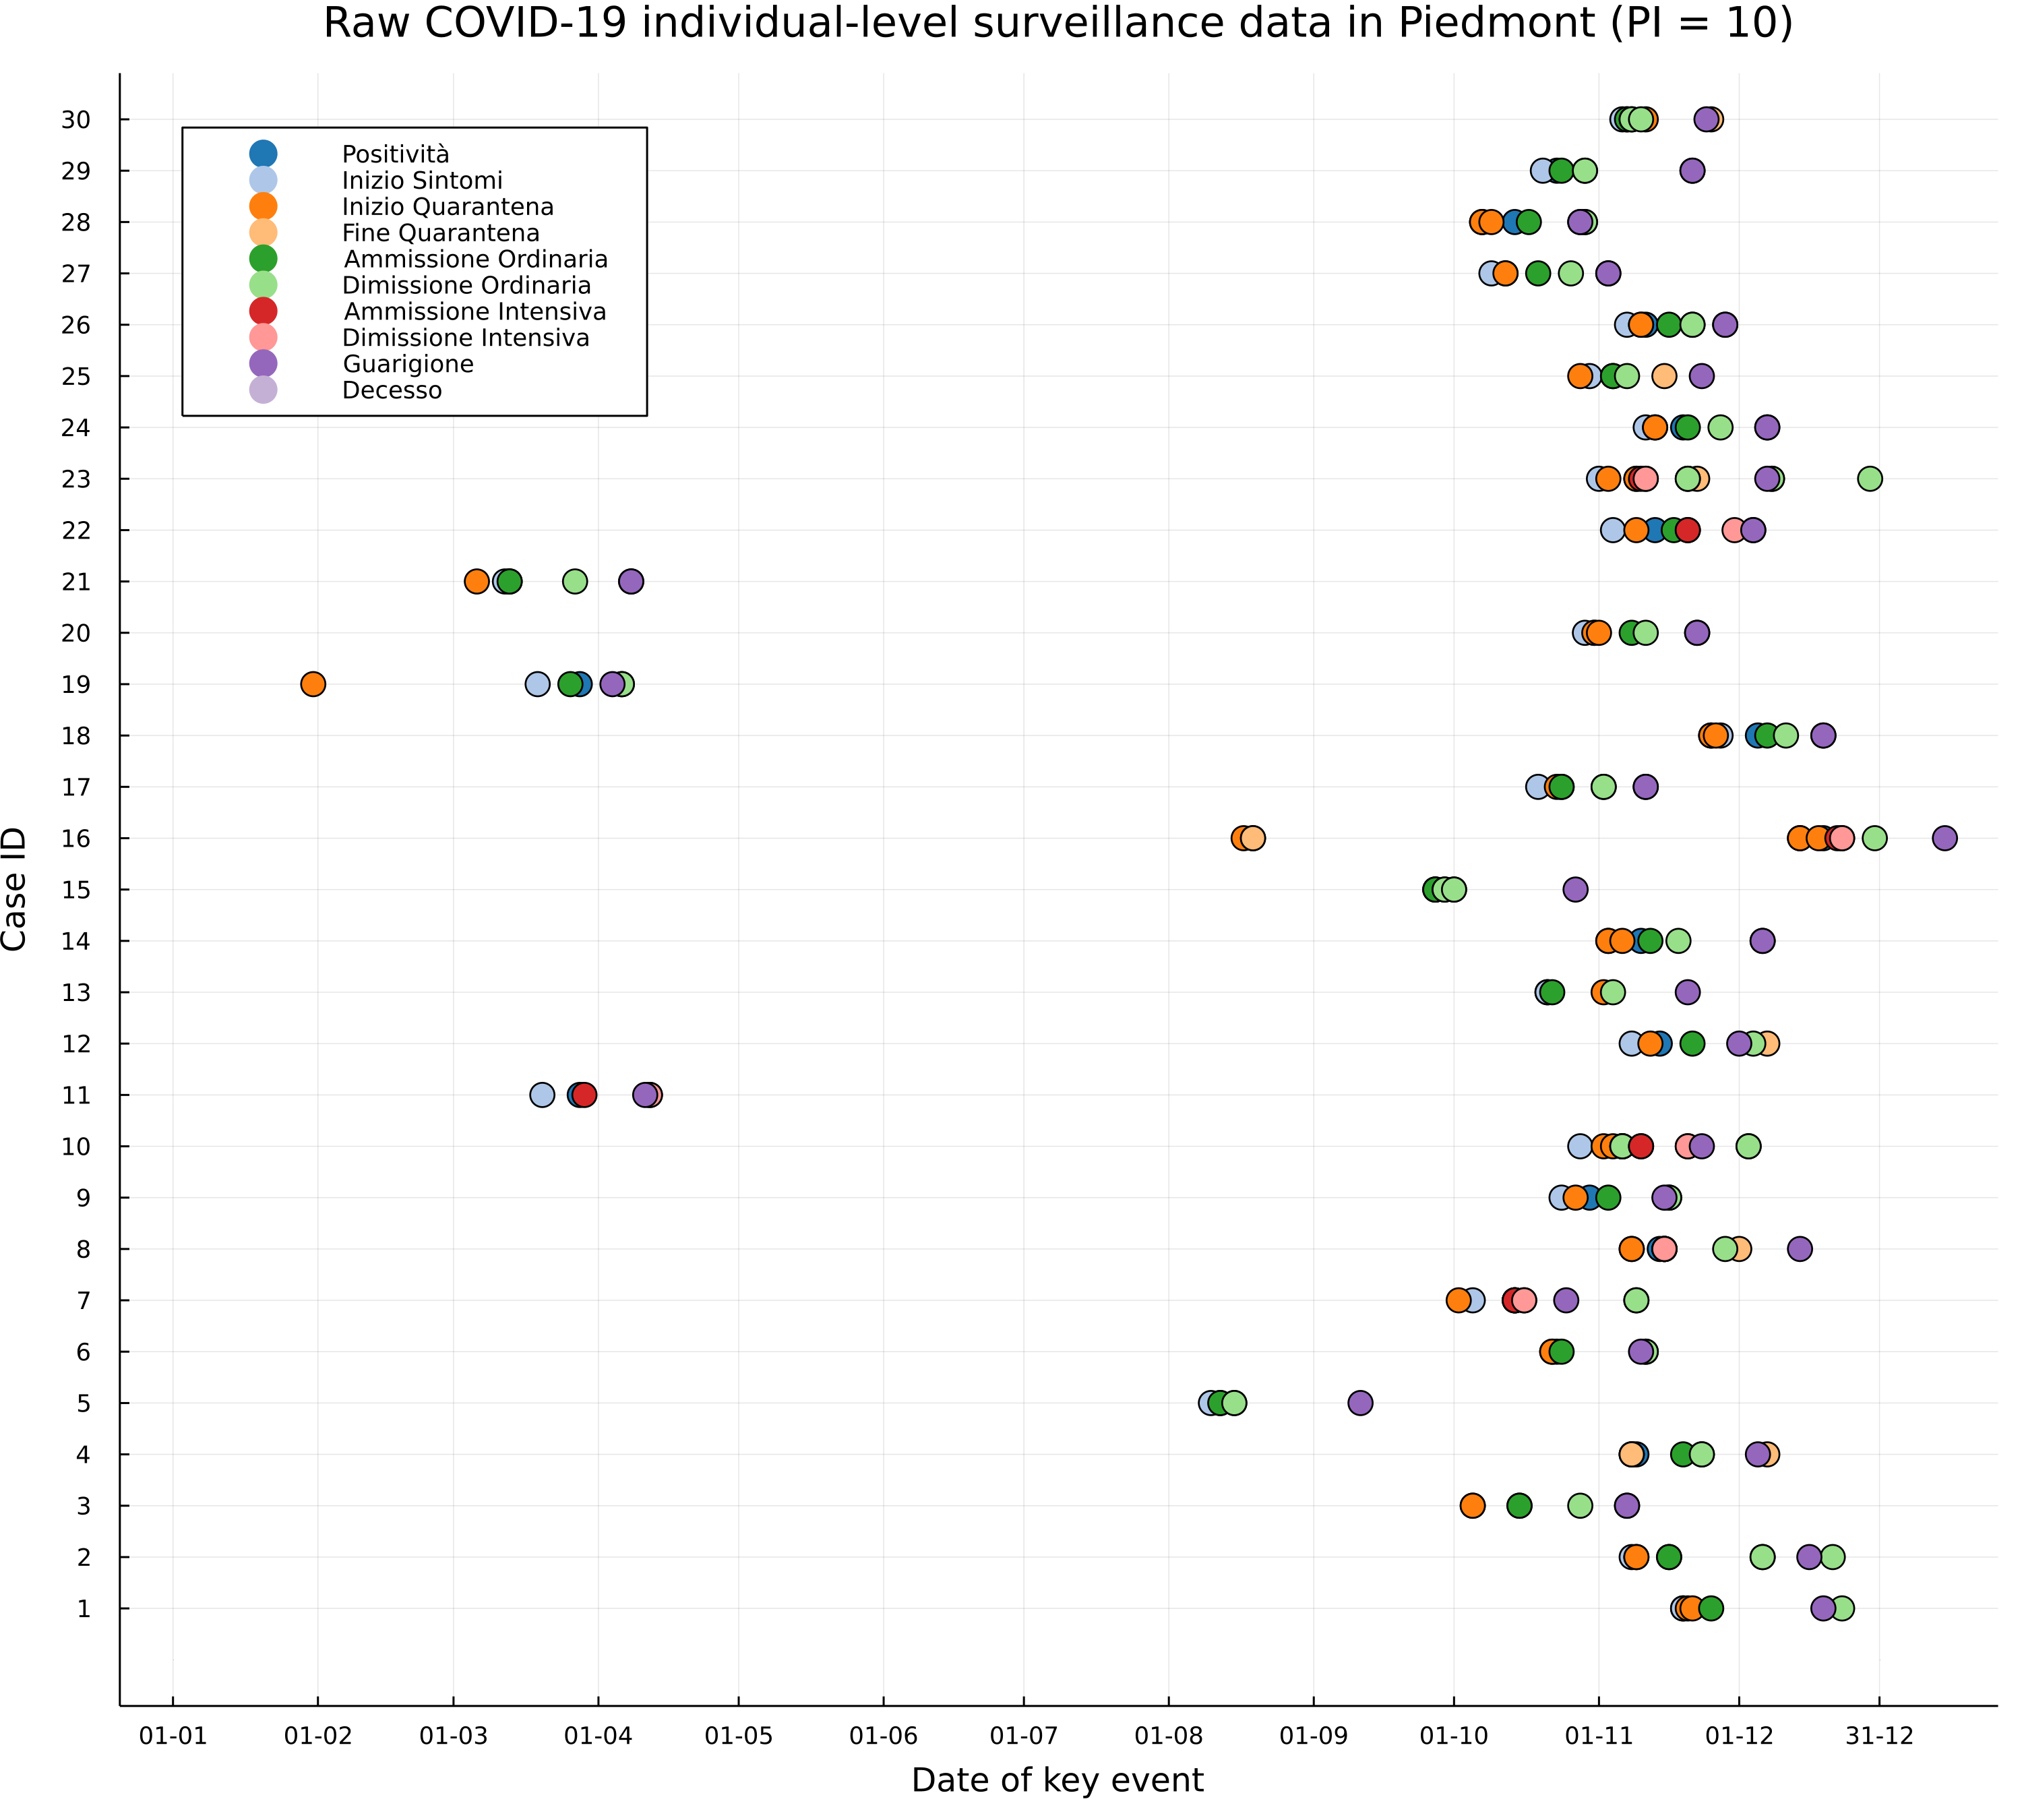 Raw COVID-19 individual-level surveillance data in Piedmont (PI = 10)
Positività
Inizio Sintomi
Inizio Quarantena
Fine Quarantena
Ammissione Ordinaria
Dimissione Ordinaria
Ammissione Intensiva
Dimissione Intensiva
Guarigione
Decesso
Case ID
30
29
28
27
26
25
24
23
22
21
20
19
18
17
16
15
14
13
12
11
10
9
8
7
6
5
4
3
2
1
01-01 01-02 01-03 01-04 01-05 01-06 01-07 01-08 01-09 01-10 01-11 01-12 31-12
Date of key event